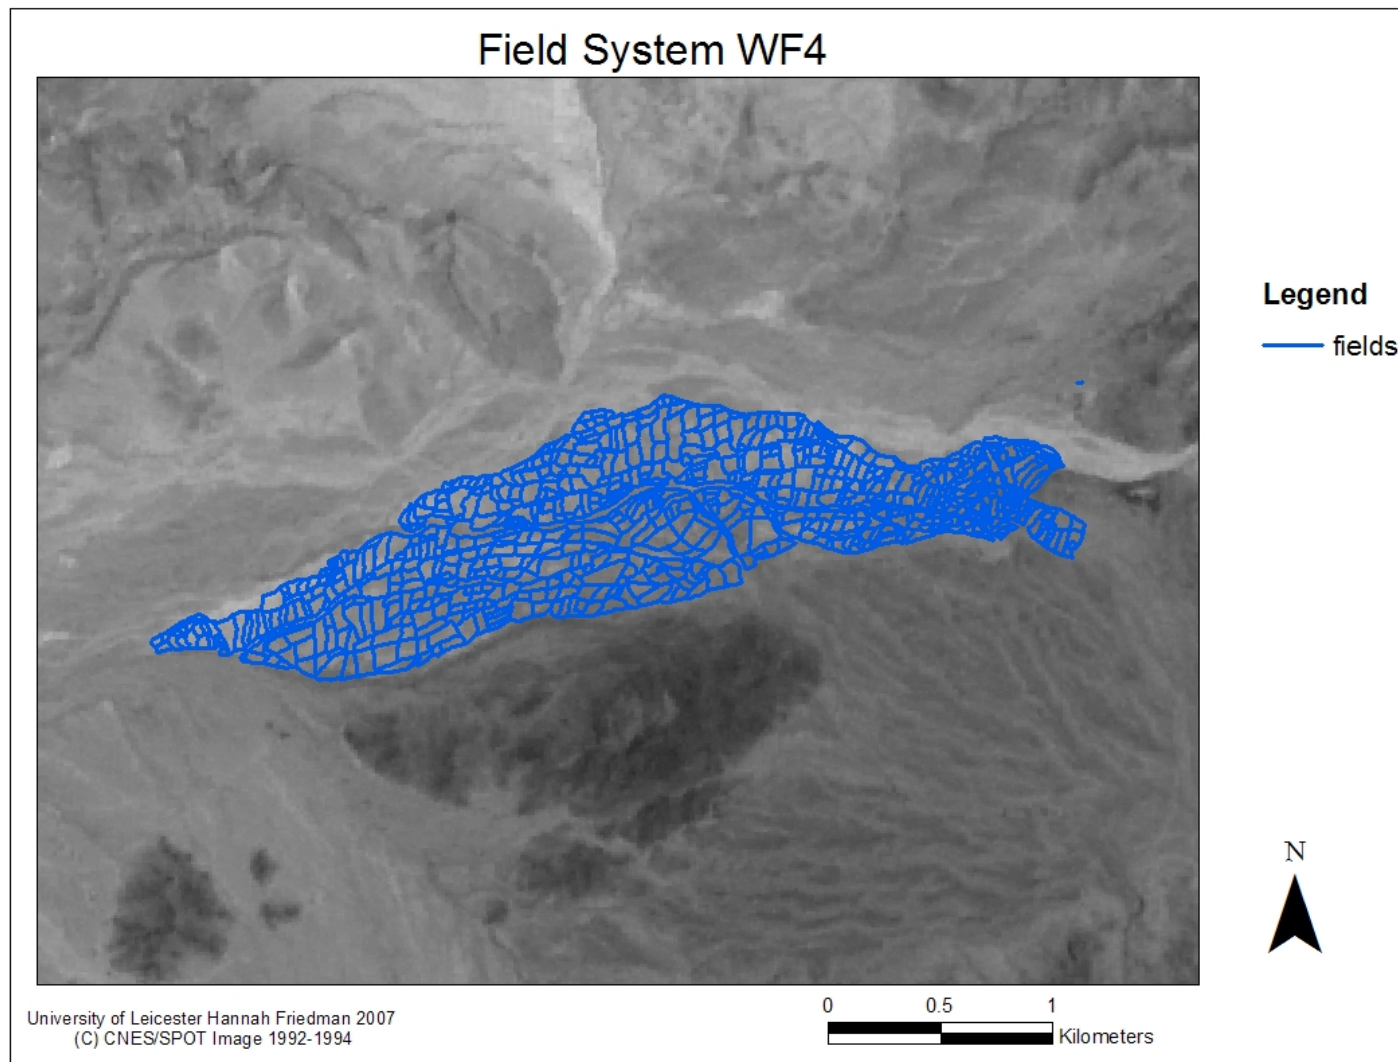 Field System WF4
Legend
fields
N
0 0.5 1
Kilometers
University of Leicester Hannah Friedman 2007
(C) CNES/SPOT Image 1992-1994